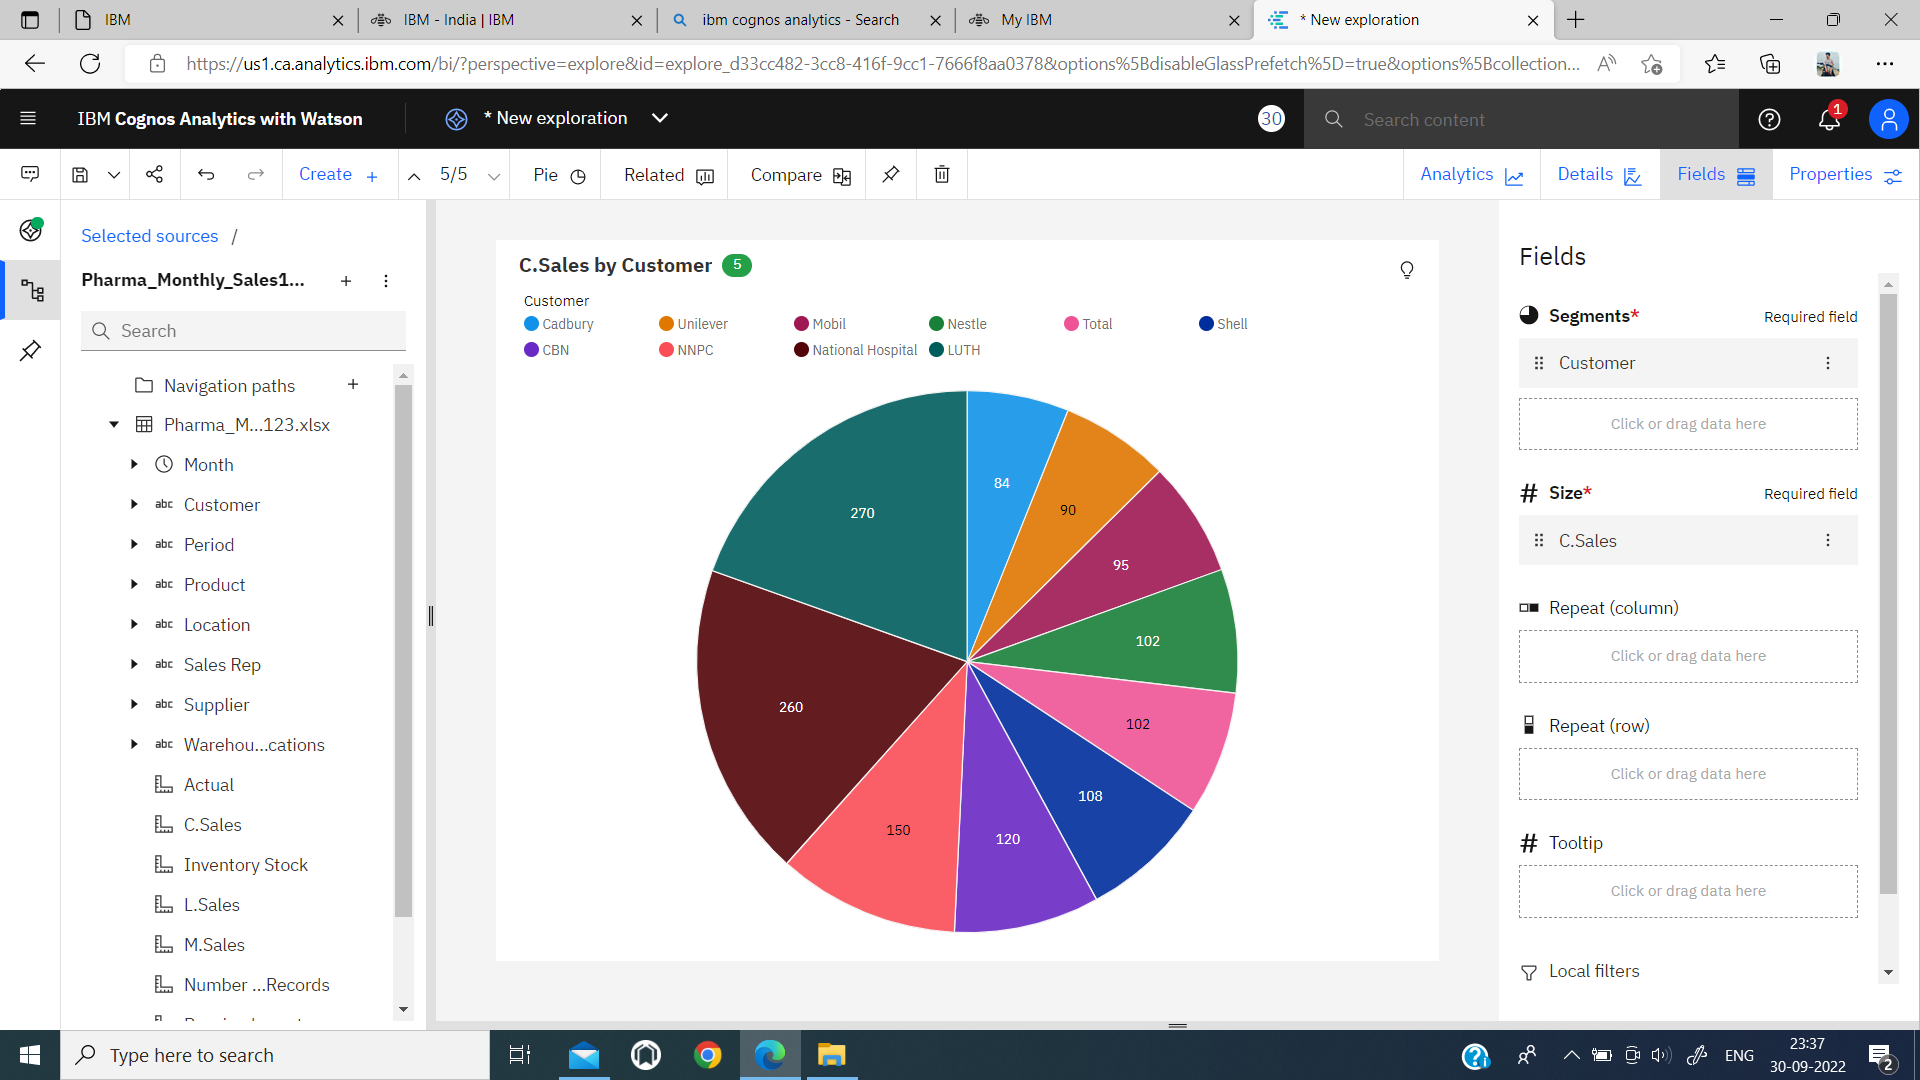 IBM
IBM - India | IBM
ibm cognos analytics - Search
My IBM
* New exploration
https://us1.ca.analytics.ibm.com/bi/?perspective=explore&id=explore_d33cc482-3cc8-416f-9cc1-7666f8aa0378&options%5BdisableGlassPrefetch%5D=true&options%5Bcollection...
IBM Cognos Analytics with Watson
* New exploration
30
Search content
1
Create +
5/5
Pie
Related
Compare
Analytics
Details
Fields
Properties
Selected sources /
Pharma_Monthly_Sales1...
Search
Navigation paths
Pharma_M...123.xlsx
Month
abc Customer
abc Period
abc Product
abc Location
abc Sales Rep
abc Supplier
abc Warehou...cations
Actual
C.Sales
Inventory Stock
L.Sales
M.Sales
Number ...Records
C.Sales by Customer 5
Customer
Cadbury Unilever Mobil Nestle Total Shell
CBN NNPC National Hospital LUTH
84
90
95
102
102
108
120
150
260
270
Fields
Segments* Required field
Customer
Click or drag data here
# Size* Required field
C.Sales
Repeat (column)
Click or drag data here
Repeat (row)
Click or drag data here
# Tooltip
Click or drag data here
Local filters
Type here to search
ENG
23:37
30-09-2022
2